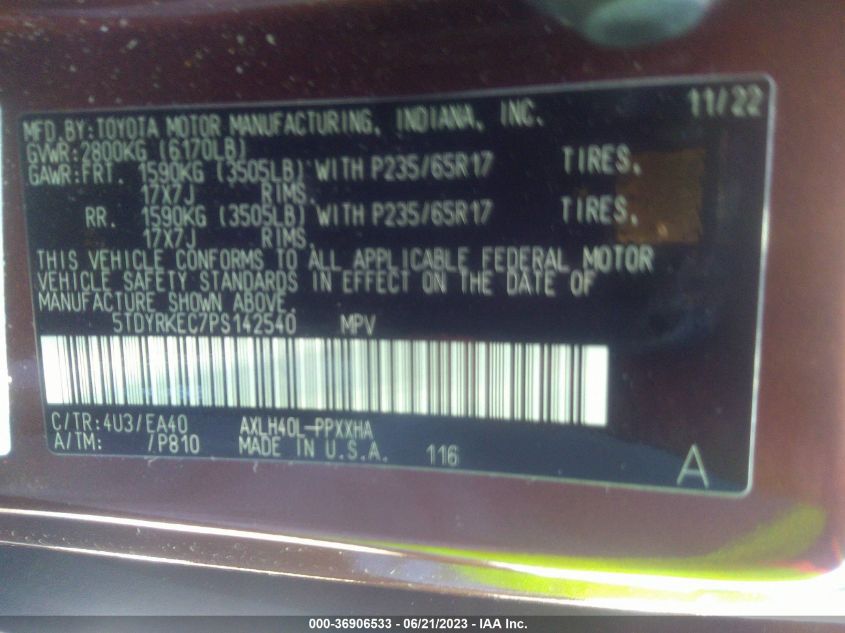 11/22
MFD.BY:TOYOTA MOTOR MANUFACTURING, INDIANA, INC.
GVWR:2800KG (6170LB)
GAWR:FRT. 1590KG (3505LB) WITH P235/65R17 TIRES,
17X7J RIMS.
RR. 1590KG (3505LB) WITH P235/65R17 TIRES,
17X7J RIMS.
THIS VEHICLE CONFORMS TO ALL APPLICABLE FEDERAL MOTOR
VEHICLE SAFETY STANDARDS IN EFFECT ON THE DATE OF
MANUFACTURE SHOWN ABOVE.
5TDYRKEC7PS142540 MPV
C/TR:4U3/EA40 AXLH40L-PPXXHA
A/TM: /P810 MADE IN U.S.A. 116
A
000-36906533 - 06/21/2023 - IAA Inc.